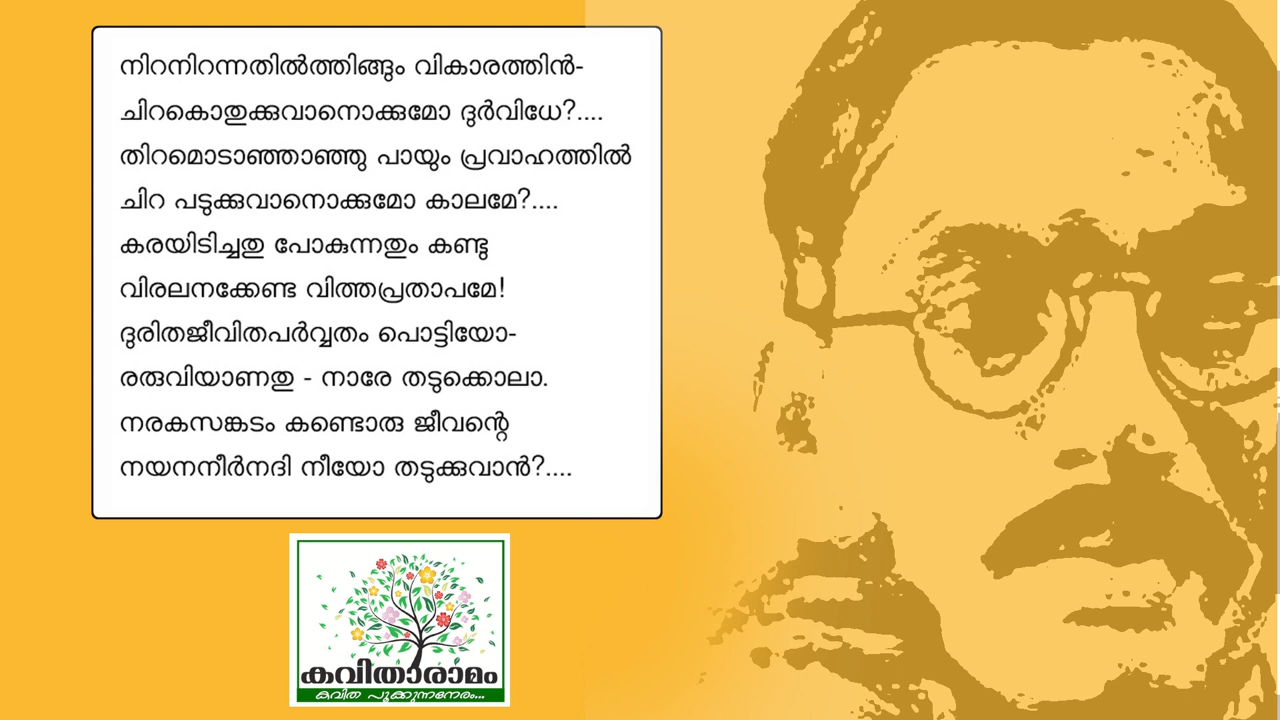 നിറനിറന്നതിൽത്തിങ്ങും വികാരത്തിൻ-
ചിറകൊതുക്കുവാനൊക്കുമോ ദുർവിധേ?....
തിറമൊടാഞ്ഞാഞ്ഞു പായും പ്രവാഹത്തിൽ
ചിറ പടുക്കുവാനൊക്കുമോ കാലമേ?....
കരയിടിച്ചതു പോകുന്നതും കണ്ടു
വിരലനക്കേണ്ട വിത്തപ്രതാപമേ!
ദുരിതജീവിതപർവ്വതം പൊട്ടിയോ-
രരുവിയാണതു - നാരേ തടുക്കൊലാ.
നരകസങ്കടം കണ്ടൊരു ജീവന്റെ
നയനനീർനദി നീയോ തടുക്കുവാൻ?....
കവിതാരാമം
കവിത പൂക്കുന്നനേരം...